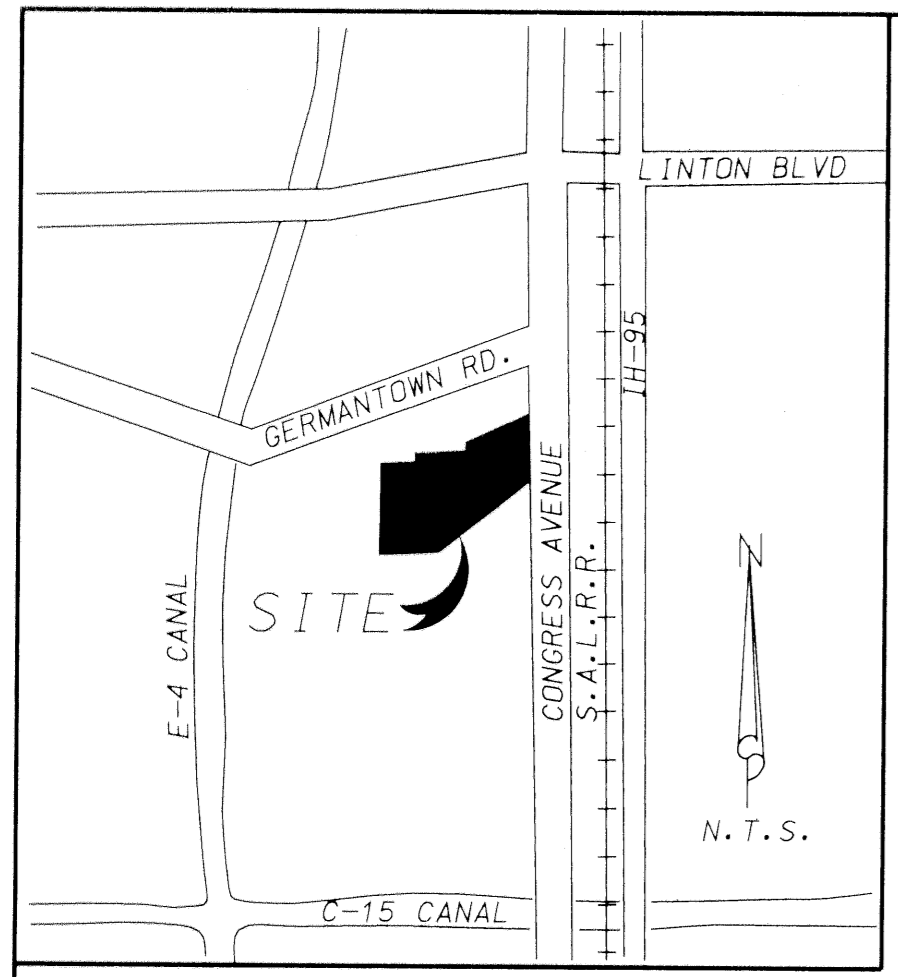 LINTON BLVD
IH-95
GERMANTOWN RD.
CONGRESS AVENUE
S.A.L.R.R.
N
SITE
E-4 CANAL
N.T.S.
C-15 CANAL